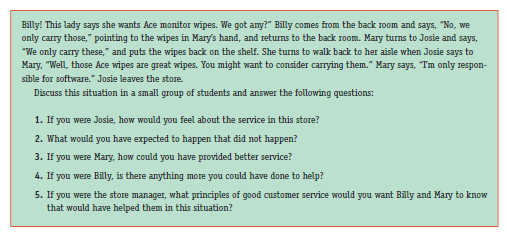 Billy! This lady says she wants Ace monitor wipes. We got any?" Billy comes from the back room and says, "No, we
only carry those," pointing to the wipes in Mary's hand, and returns to the back room. Mary turns to Josie and says,
"We only carry these," and puts the wipes back on the shelf. She turns to walk back to her aisle when Josie says to
Mary, "Well, those Ace wipes are great wipes. You might want to consider carrying them." Mary says, "I'm only respon-
sible for software." Josie leaves the store.
Discuss this situation in a small group of students and answer the following questions:
1. If you were Josie, how would you feel about the service in this store?
2. What would you have expected to happen that did not happen?
3. If you were Mary, how could you have provided better service?
4. If you were Billy, is there anything more you could have done to help?
5. If you were the store manager, what principles of good customer service would you want Billy and Mary to know
that would have helped them in this situation?